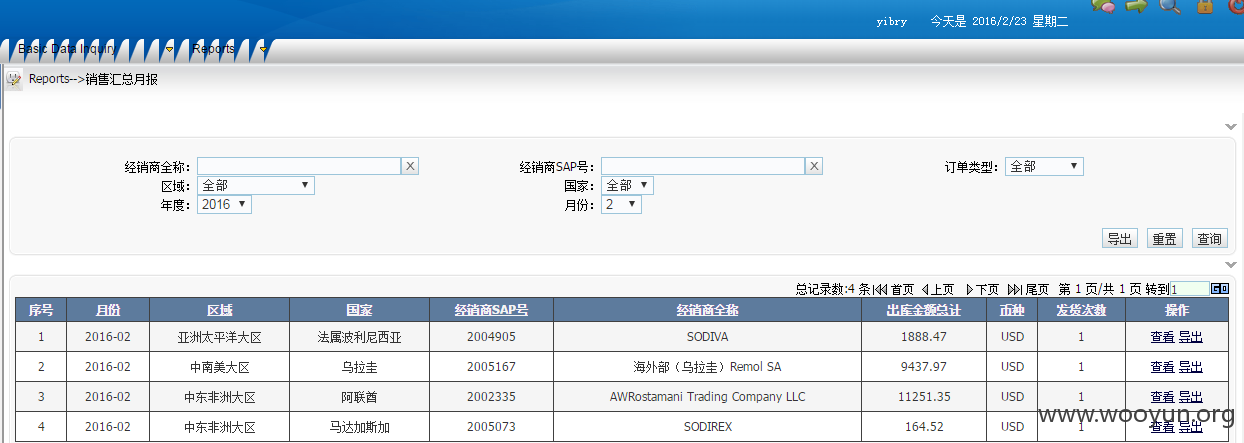 yibry 今天是 2016/2/23 星期二
Basic Data Inquiry Reports
Reports-->销售汇总月报
经销商全称: X 经销商SAP号: X 订单类型: 全部
区域: 全部 国家: 全部
年度: 2016 月份: 2
导出 重置 查询
总记录数:4 条 首页 上页 下页 尾页 第 1 页/共 1 页 转到 1 GO
序号 月份 区域 国家 经销商SAP号 经销商全称 出库金额总计 币种 发货次数 操作
1 2016-02 亚洲太平洋大区 法属波利尼西亚 2004905 SODIVA 1888.47 USD 1 查看 导出
2 2016-02 中南美大区 乌拉圭 2005167 海外部（乌拉圭）Remol SA 9437.97 USD 1 查看 导出
3 2016-02 中东非洲大区 阿联酋 2002335 AWRostamani Trading Company LLC 11251.35 USD 1 查看 导出
4 2016-02 中东非洲大区 马达加斯加 2005073 SODIREX 164.52 USD 1 查看 导出
www.wooyun.org